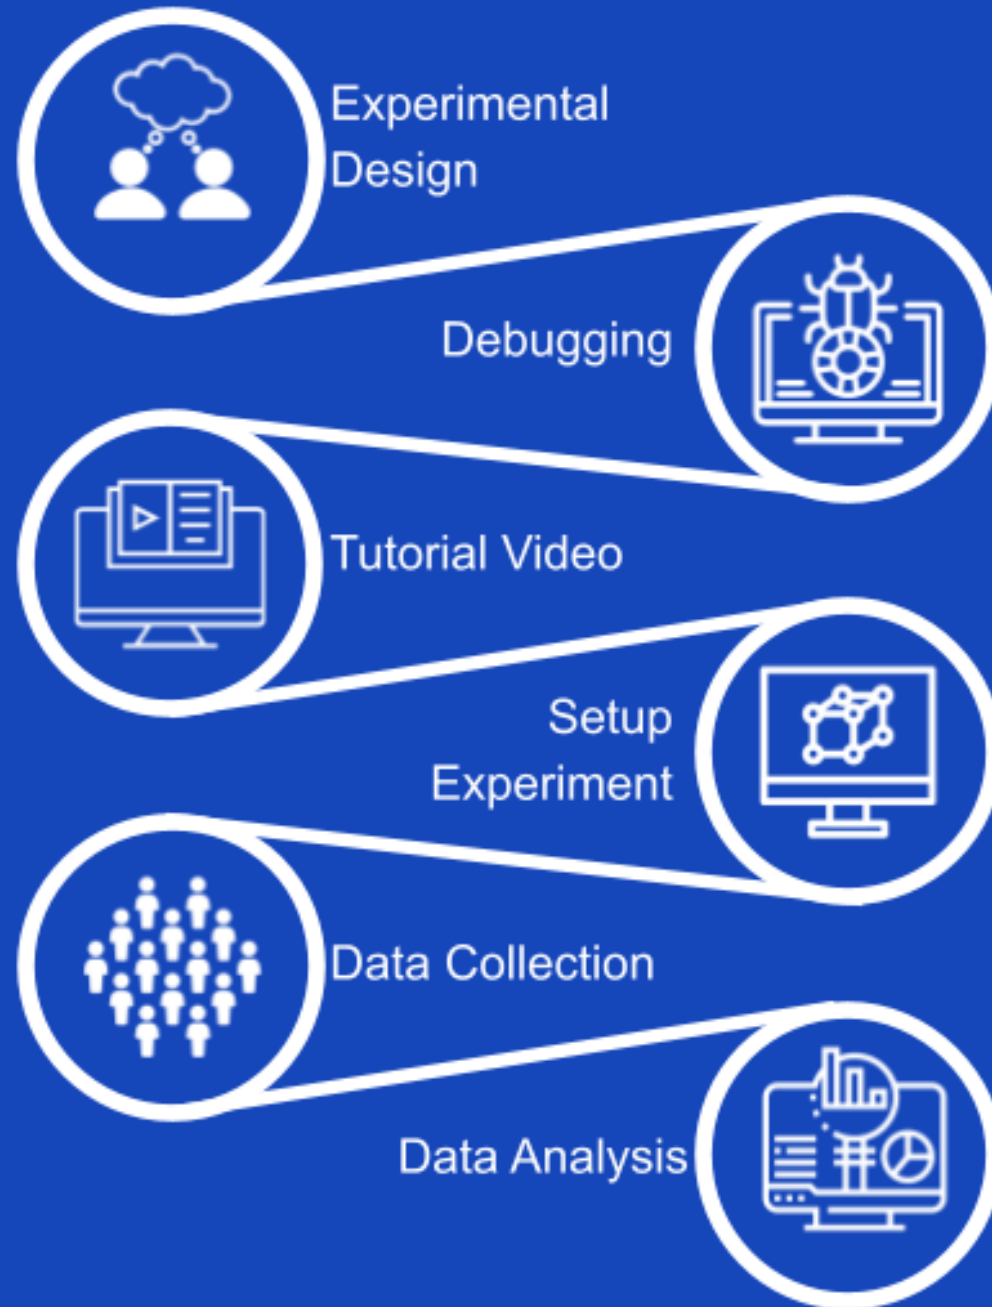 Experimental
Design
Debugging
Tutorial Video
Setup
Experiment
Data Collection
Data Analysis